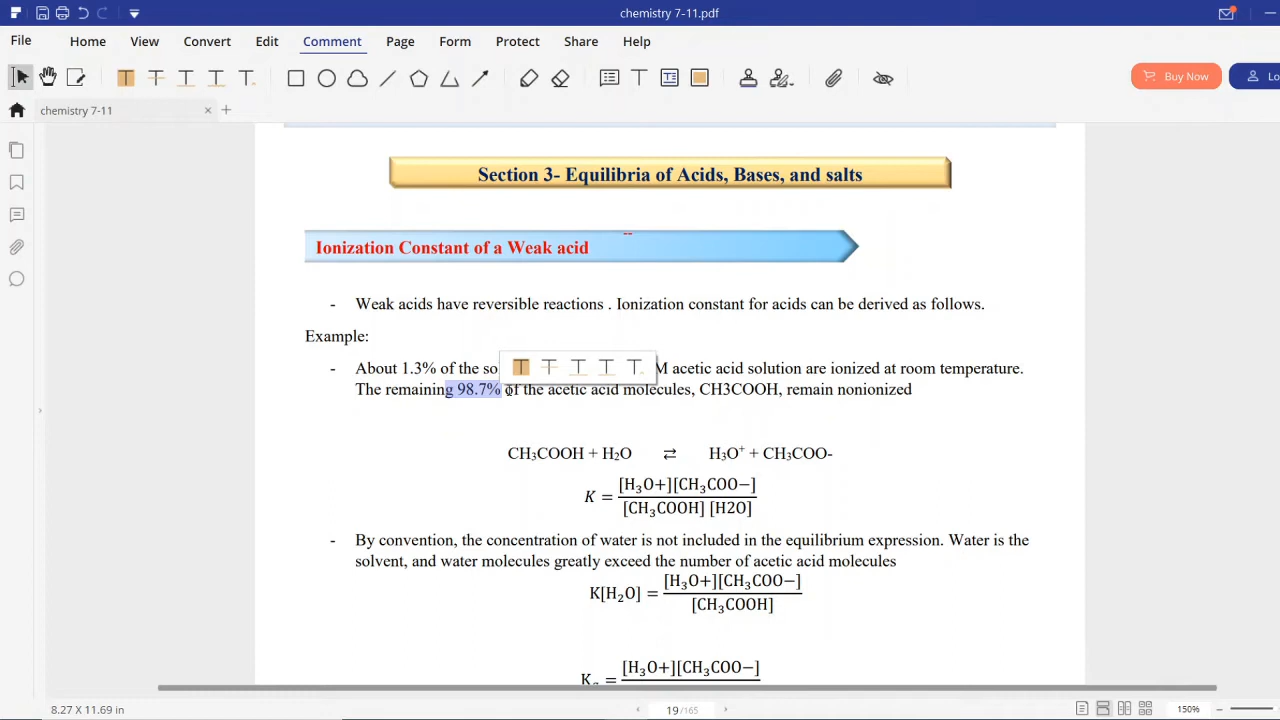 chemistry 7-11.pdf
File Home View Convert Edit Comment Page Form Protect Share Help
Buy Now
chemistry 7-11
Section 3- Equilibria of Acids, Bases, and salts
Ionization Constant of a Weak acid
- Weak acids have reversible reactions . Ionization constant for acids can be derived as follows.
Example:
- About 1.3% of the so M acetic acid solution are ionized at room temperature.
The remaining 98.7% of the acetic acid molecules, CH3COOH, remain nonionized
CH₃COOH + H₂O ⇄ H₃O⁺ + CH₃COO-
[H₃O+][CH₃COO−]
K =
[CH₃COOH] [H2O]
- By convention, the concentration of water is not included in the equilibrium expression. Water is the
solvent, and water molecules greatly exceed the number of acetic acid molecules
[H₃O+][CH₃COO−]
K[H₂O] =
[CH₃COOH]
[H₃O+][CH₃COO−]
8.27 X 11.69 in 19 /165 150%